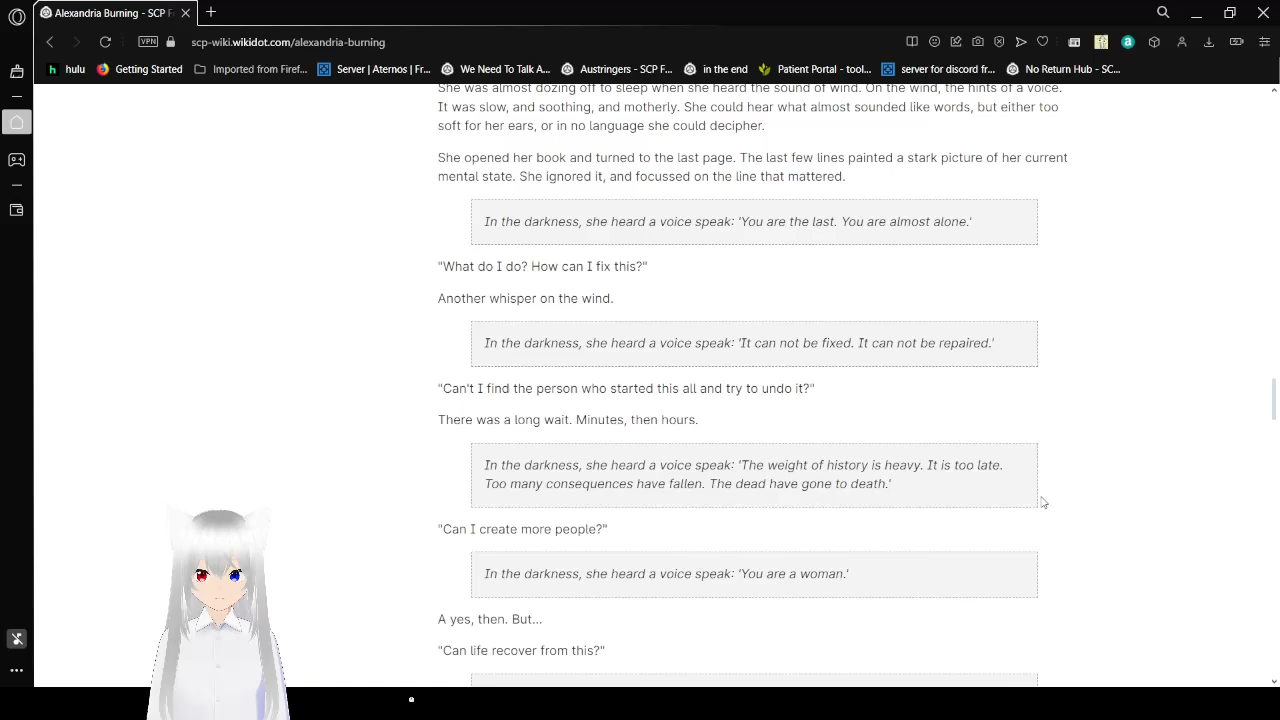 Alexandria Burning - SCP F
VPN
scp-wiki.wikidot.com/alexandria-burning
hulu
Getting Started
Imported from Firef...
Server | Aternos | Fr...
We Need To Talk A...
Austringers - SCP F...
in the end
Patient Portal - tool...
server for discord fr...
No Return Hub - SC...
She was almost dozing off to sleep when she heard the sound of wind. On the wind, the hints of a voice.
It was slow, and soothing, and motherly. She could hear what almost sounded like words, but either too
soft for her ears, or in no language she could decipher.
She opened her book and turned to the last page. The last few lines painted a stark picture of her current
mental state. She ignored it, and focussed on the line that mattered.
In the darkness, she heard a voice speak: 'You are the last. You are almost alone.'
"What do I do? How can I fix this?"
Another whisper on the wind.
In the darkness, she heard a voice speak: 'It can not be fixed. It can not be repaired.'
"Can't I find the person who started this all and try to undo it?"
There was a long wait. Minutes, then hours.
In the darkness, she heard a voice speak: 'The weight of history is heavy. It is too late.
Too many consequences have fallen. The dead have gone to death.'
"Can I create more people?"
In the darkness, she heard a voice speak: 'You are a woman.'
A yes, then. But...
"Can life recover from this?"